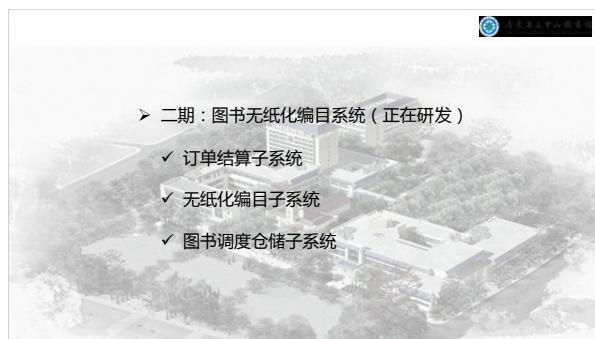 二期：图书无纸化编目系统（正在研发）
订单结算子系统
无纸化编目子系统
图书调度仓储子系统